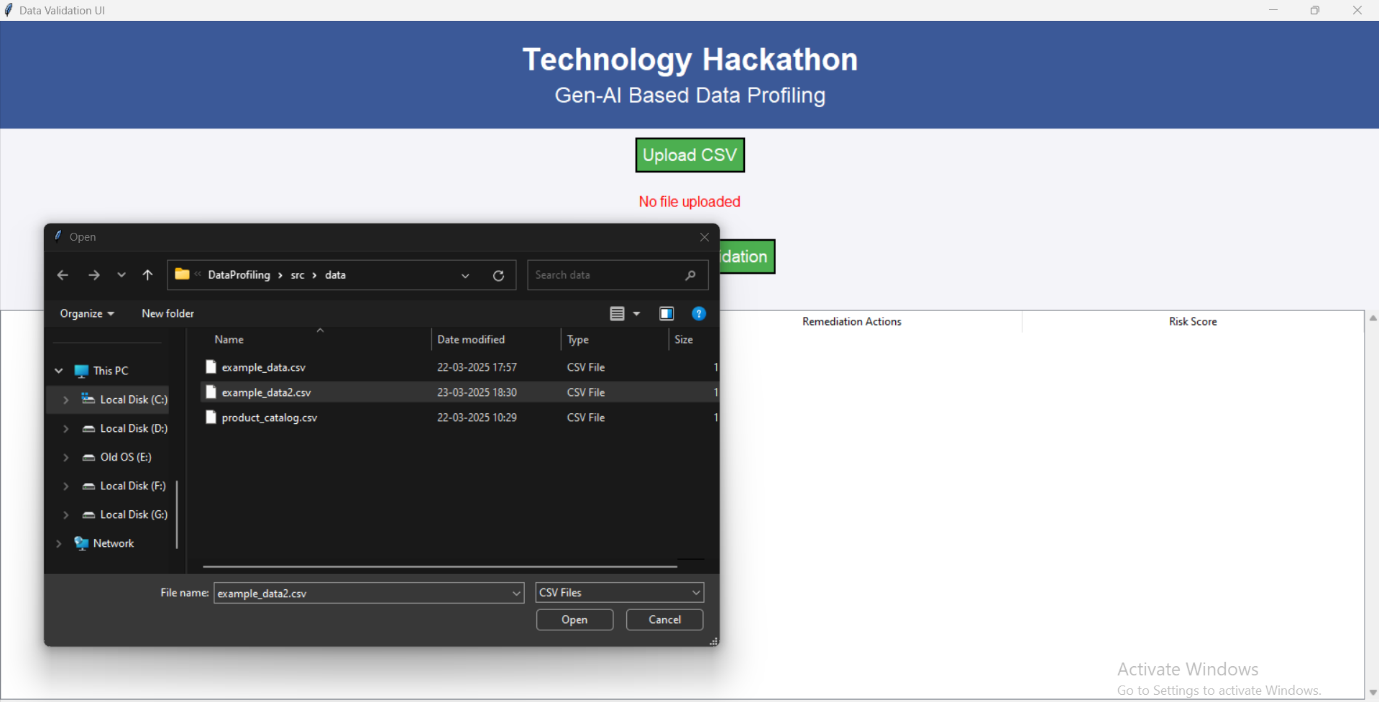 Data Validation UI
Technology Hackathon
Gen-AI Based Data Profiling
Upload CSV
No file uploaded
Open
DataProfiling > src > data
Search data
Organize
New folder
Name
Date modified
Type
Size
example_data.csv 22-03-2025 17:57 CSV File 1
example_data2.csv 23-03-2025 18:30 CSV File 1
product_catalog.csv 22-03-2025 10:29 CSV File 1
This PC
Local Disk (C:)
Local Disk (D:)
Old OS (E:)
Local Disk (F:)
Local Disk (G:)
Network
File name: example_data2.csv
CSV Files
Open
Cancel
Remediation Actions
Risk Score
Activate Windows
Go to Settings to activate Windows.